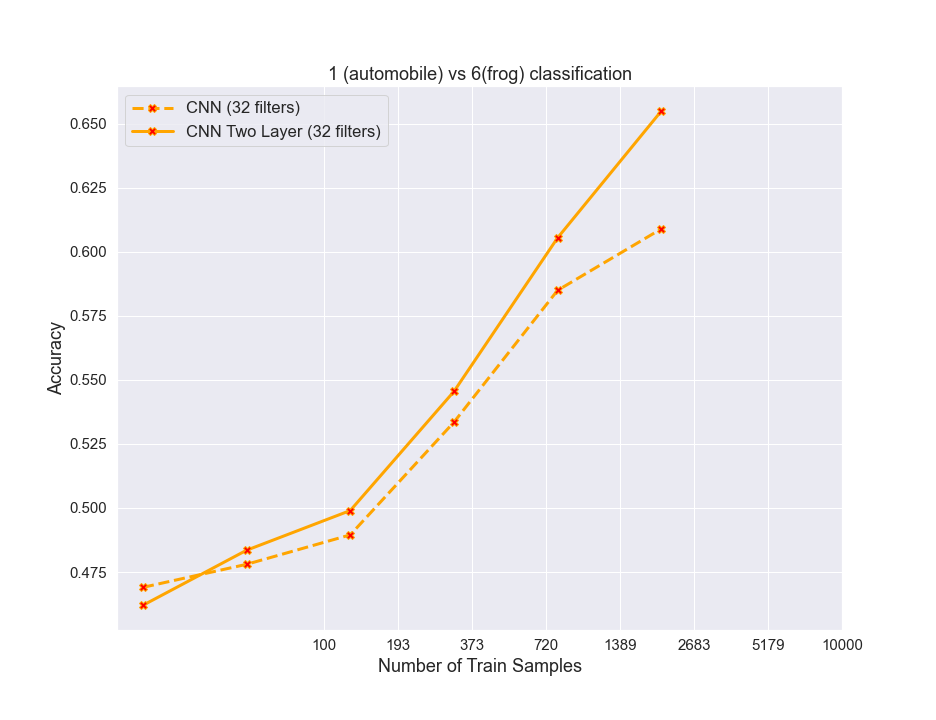 1 (automobile) vs 6(frog) classification
CNN (32 filters)
CNN Two Layer (32 filters)
0.650
0.625
0.600
0.575
0.550
0.525
0.500
0.475
Accuracy
100 193 373 720 1389 2683 5179 10000
Number of Train Samples